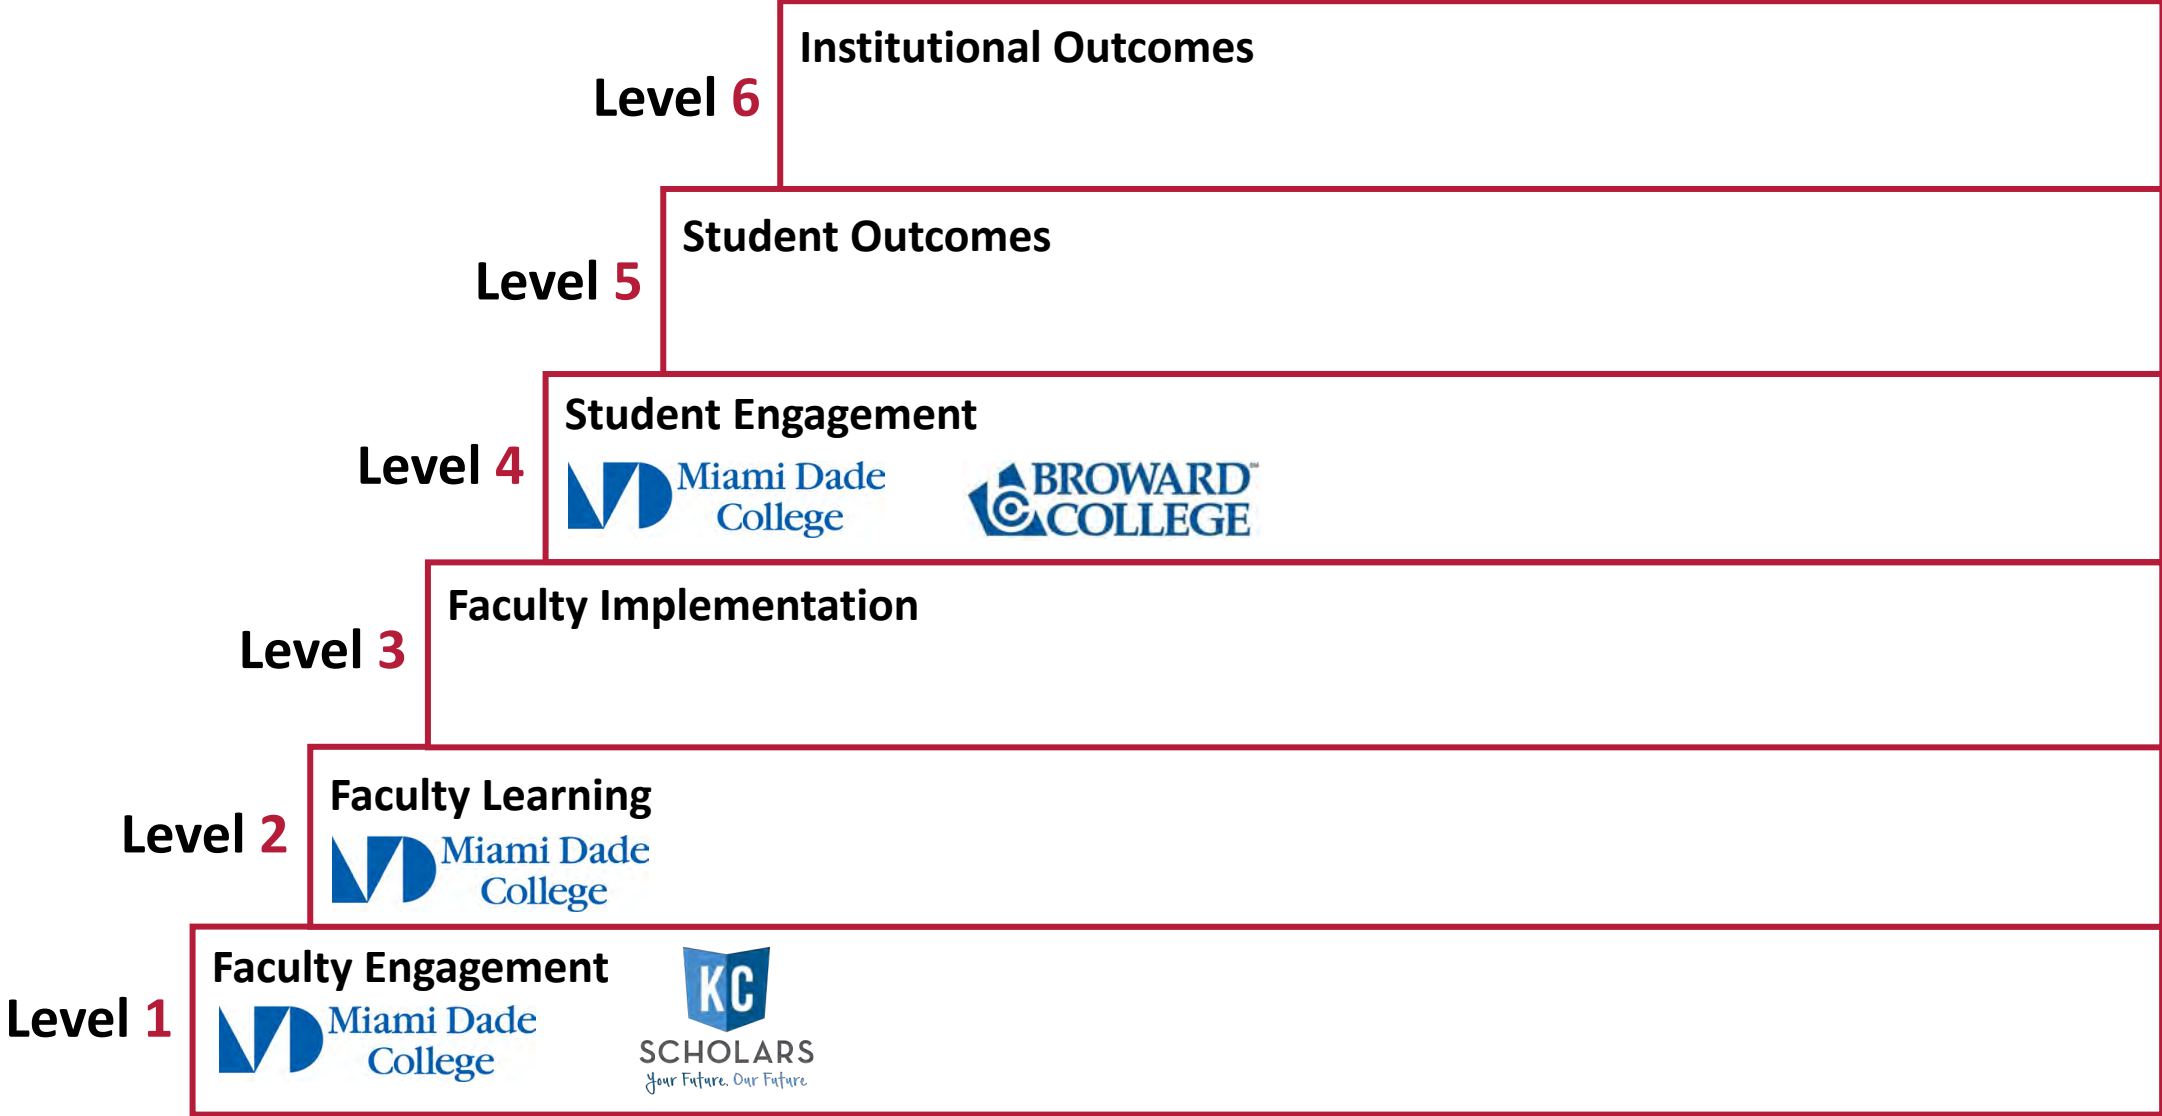 Institutional Outcomes
Level 6
Student Outcomes
Level 5
Student Engagement
Level 4
Miami Dade
College
BROWARD℠
COLLEGE
Faculty Implementation
Level 3
Faculty Learning
Level 2
Miami Dade
College
Faculty Engagement
Level 1
Miami Dade
College
KC
SCHOLARS
Your Future. Our Future